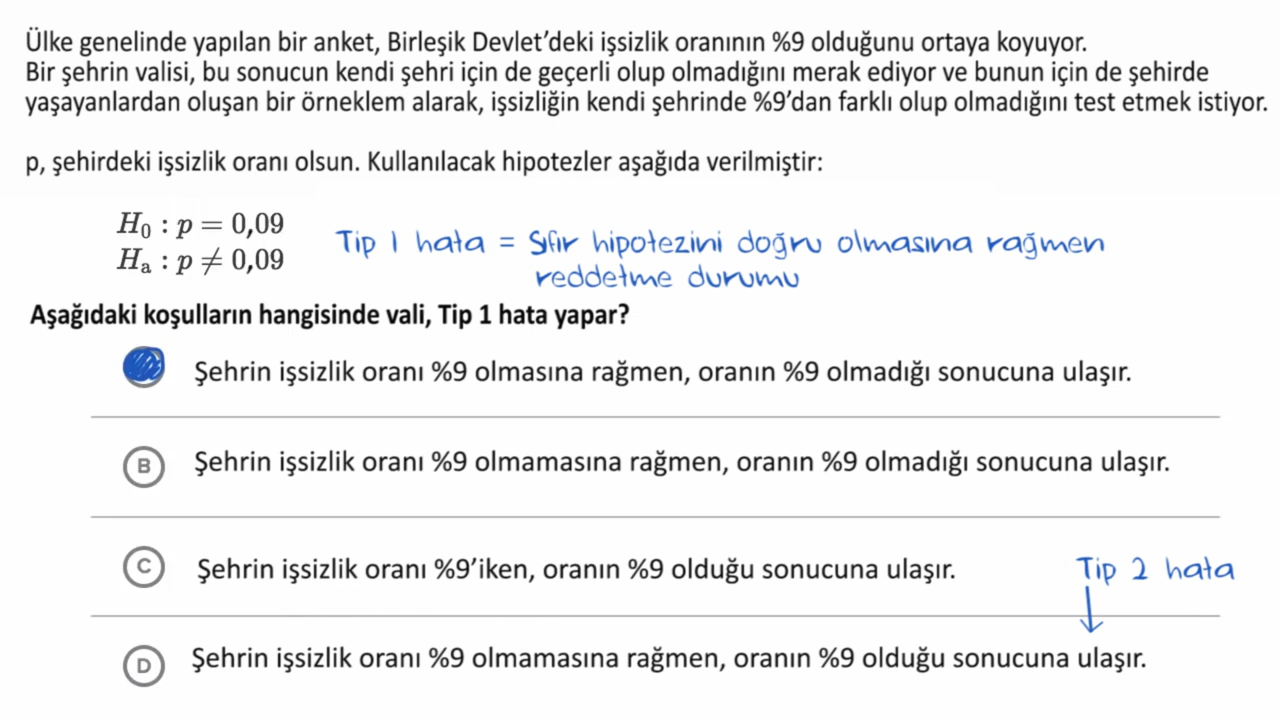 Ülke genelinde yapılan bir anket, Birleşik Devlet'deki işsizlik oranının %9 olduğunu ortaya koyuyor.
Bir şehrin valisi, bu sonucun kendi şehri için de geçerli olup olmadığını merak ediyor ve bunun için de şehirde
yaşayanlardan oluşan bir örneklem alarak, işsizliğin kendi şehrinde %9'dan farklı olup olmadığını test etmek istiyor.
p, şehirdeki işsizlik oranı olsun. Kullanılacak hipotezler aşağıda verilmiştir:
H₀ : p = 0,09
Hₐ : p ≠ 0,09
Tip 1 hata = Sıfır hipotezini doğru olmasına rağmen
reddetme durumu
Aşağıdaki koşulların hangisinde vali, Tip 1 hata yapar?
Şehrin işsizlik oranı %9 olmasına rağmen, oranın %9 olmadığı sonucuna ulaşır.
B Şehrin işsizlik oranı %9 olmamasına rağmen, oranın %9 olmadığı sonucuna ulaşır.
C Şehrin işsizlik oranı %9'iken, oranın %9 olduğu sonucuna ulaşır.
Tip 2 hata
D Şehrin işsizlik oranı %9 olmamasına rağmen, oranın %9 olduğu sonucuna ulaşır.